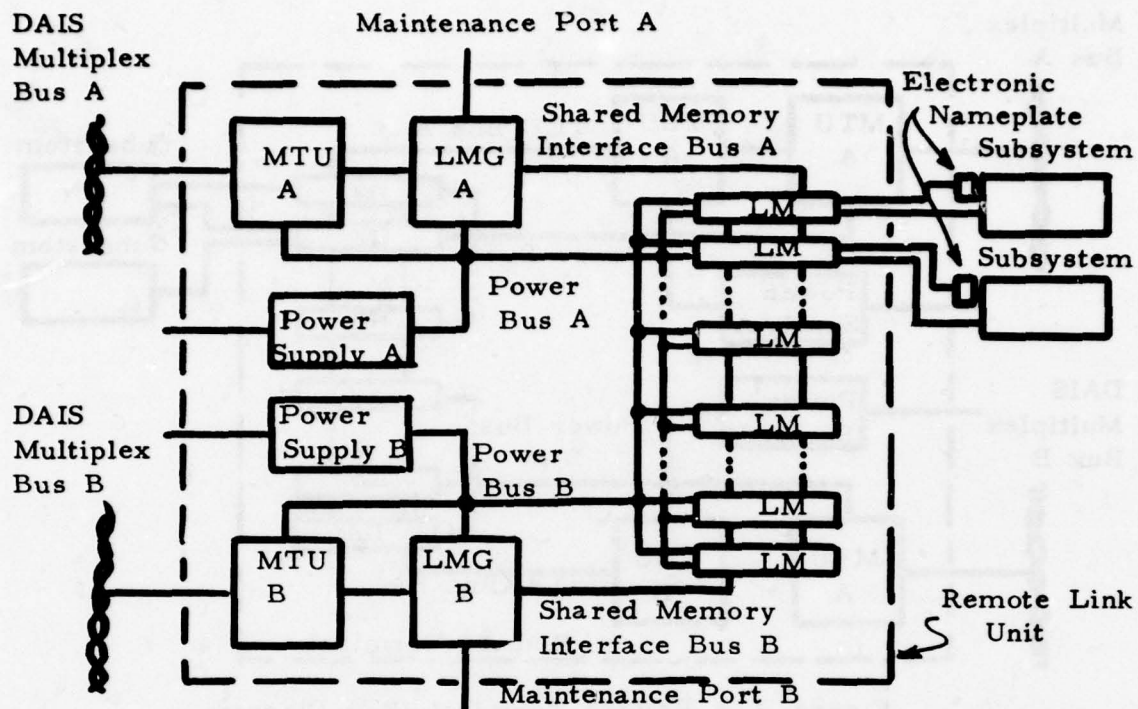 DAIS
Multiplex
Bus A
Maintenance Port A
Shared Memory
Interface Bus A
Electronic
Nameplate
Subsystem
Subsystem
MTU
A
LMG
A
LM
LM
LM
LM
LM
LM
Power
Bus A
Power
Supply A
DAIS
Multiplex
Bus B
Power
Supply B
Power
Bus B
MTU
B
LMG
B
Shared Memory
Interface Bus B
Remote Link
Unit
Maintenance Port B